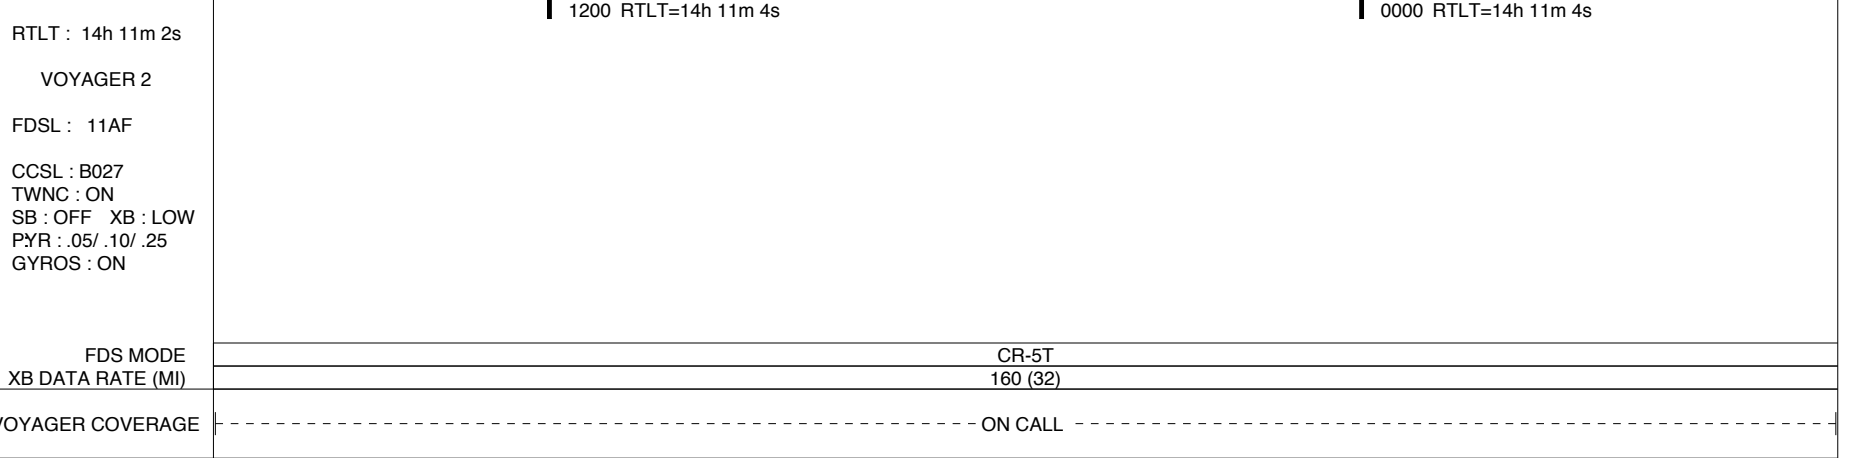 1200 RTLT=14h 11m 4s 0000 RTLT=14h 11m 4s
RTLT : 14h 11m 2s
VOYAGER 2
FDSL : 11AF
CCSL : B027
TWNC : ON
SB : OFF XB : LOW
P:YR : .05/ .10/ .25
GYROS : ON
FDS MODE CR-5T
XB DATA RATE (MI) 160 (32)
VOYAGER COVERAGE ON CALL